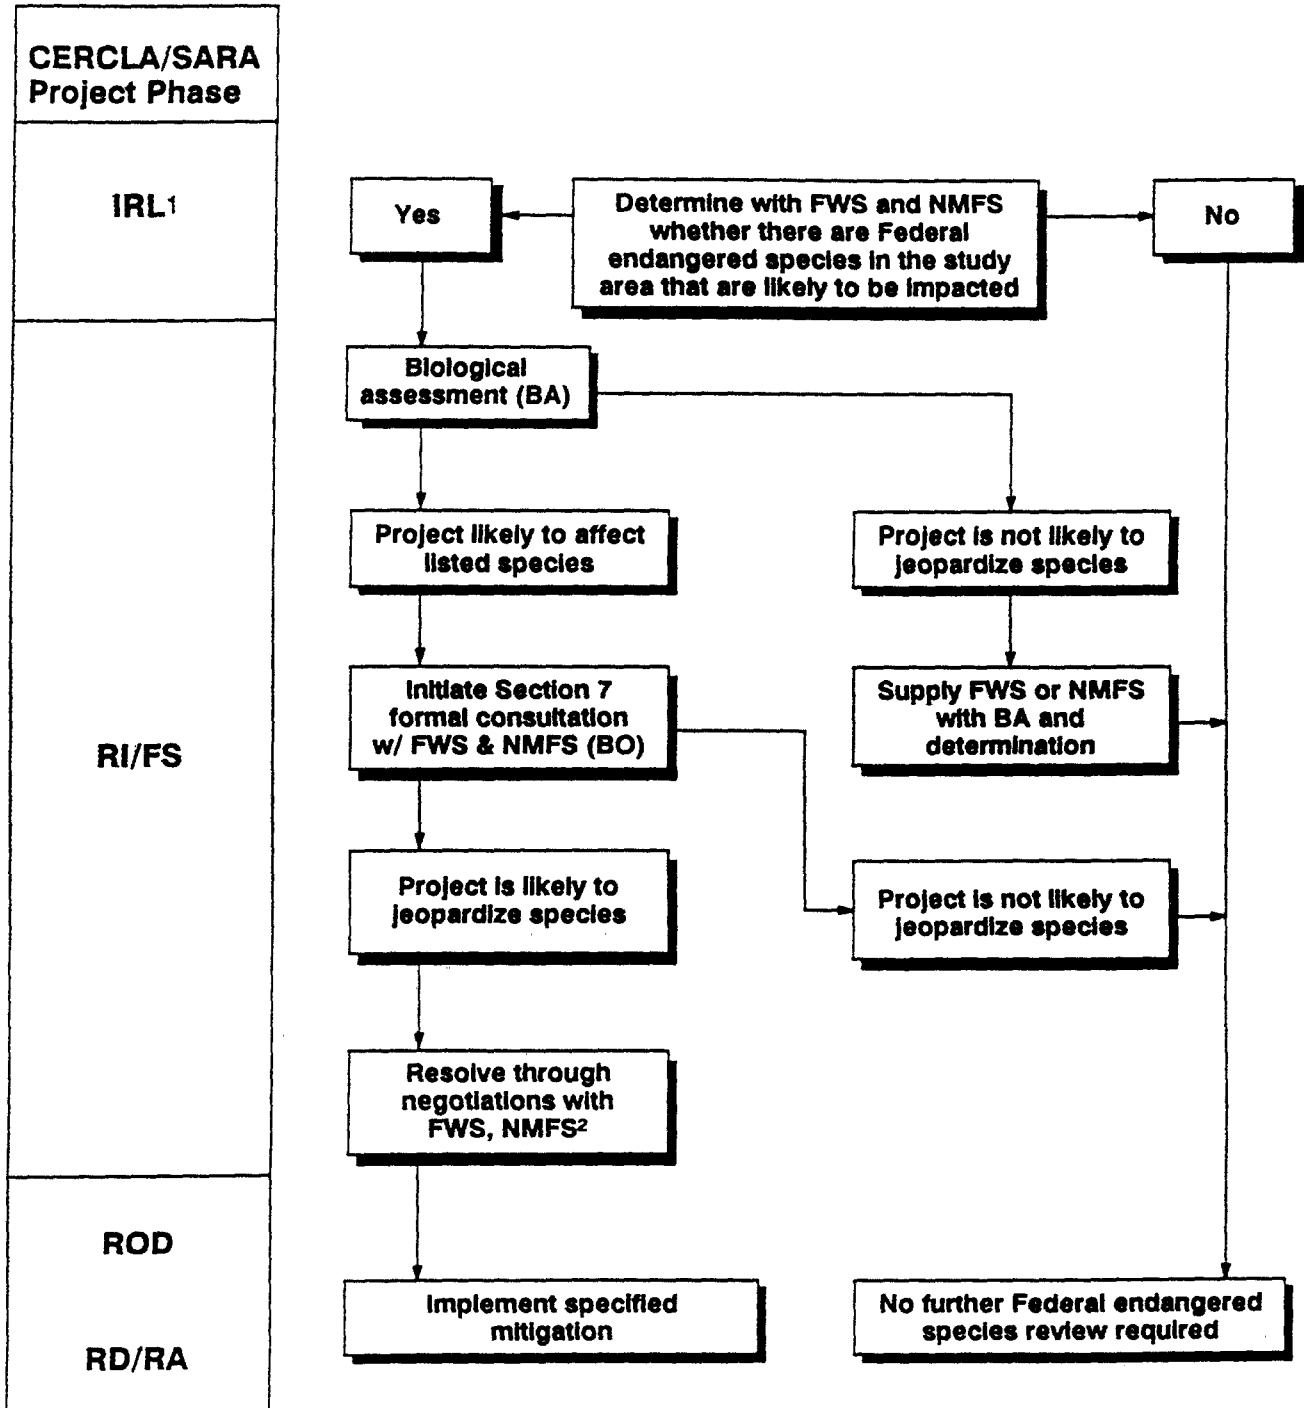 CERCLA/SARA
Project Phase
IRL1
Yes
Determine with FWS and NMFS
whether there are Federal
endangered species in the study
area that are likely to be impacted
No
RI/FS
Biological
assessment (BA)
Project likely to affect
listed species
Project is not likely to
jeopardize species
Initiate Section 7
formal consultation
w/ FWS & NMFS (BO)
Supply FWS or NMFS
with BA and
determination
Project is likely to
jeopardize species
Project is not likely to
jeopardize species
Resolve through
negotiations with
FWS, NMFS²
ROD
RD/RA
Implement specified
mitigation
No further Federal endangered
species review required